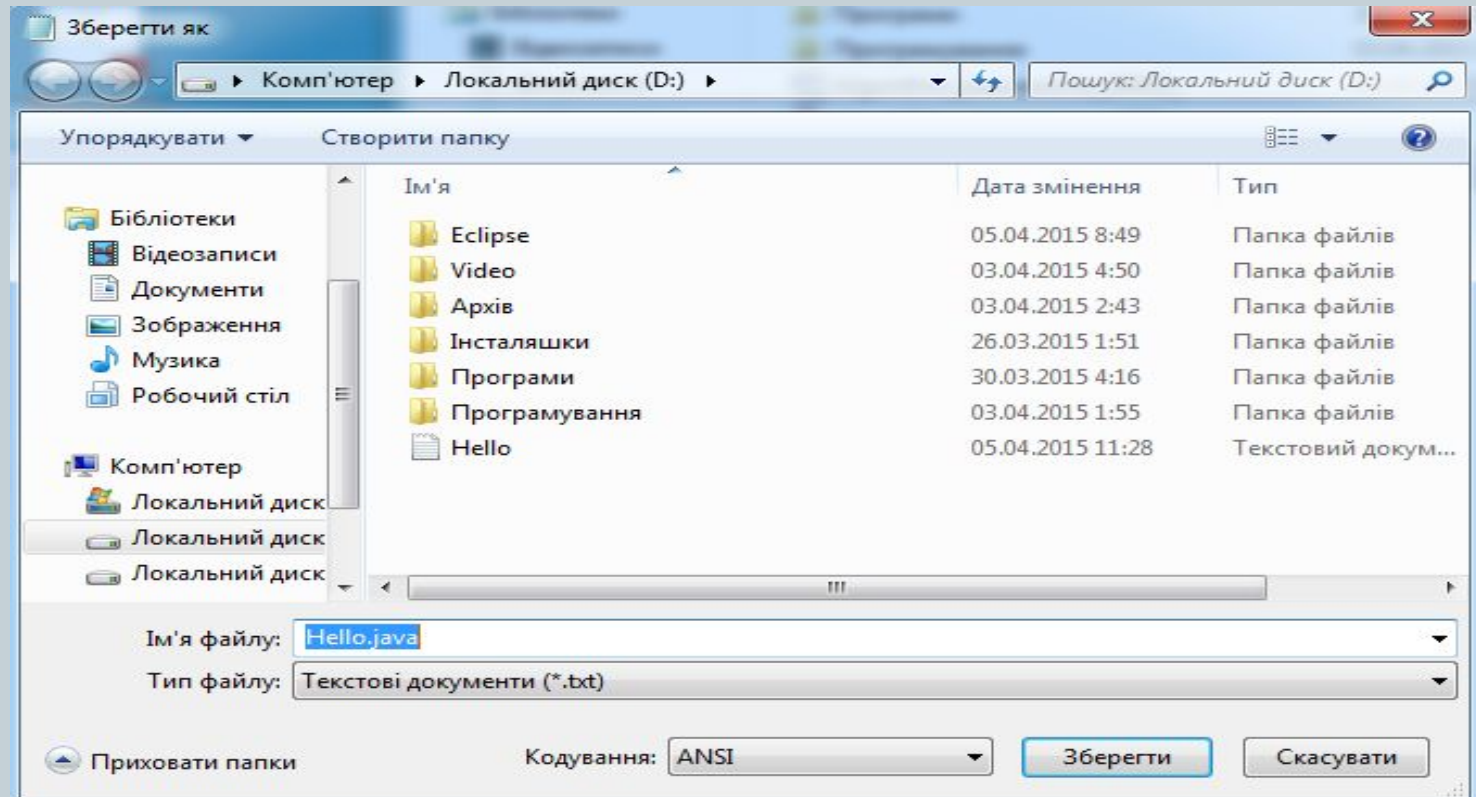 Зберегти як
Комп'ютер Локальний диск (D:) Пошук: Локальний диск (D:)
Упорядкувати Створити папку
Ім'я Дата змінення Тип
Бібліотеки
Відеозаписи
Документи
Зображення
Музика
Робочий стіл
Комп'ютер
Локальний диск
Локальний диск
Локальний диск
Eclipse 05.04.2015 8:49 Папка файлів
Video 03.04.2015 4:50 Папка файлів
Архів 03.04.2015 2:43 Папка файлів
Інсталяшки 26.03.2015 1:51 Папка файлів
Програми 30.03.2015 4:16 Папка файлів
Програмування 03.04.2015 1:55 Папка файлів
Hello 05.04.2015 11:28 Текстовий докум...
Ім'я файлу: Hello.java
Тип файлу: Текстові документи (*.txt)
Приховати папки Кодування: ANSI Зберегти Скасувати